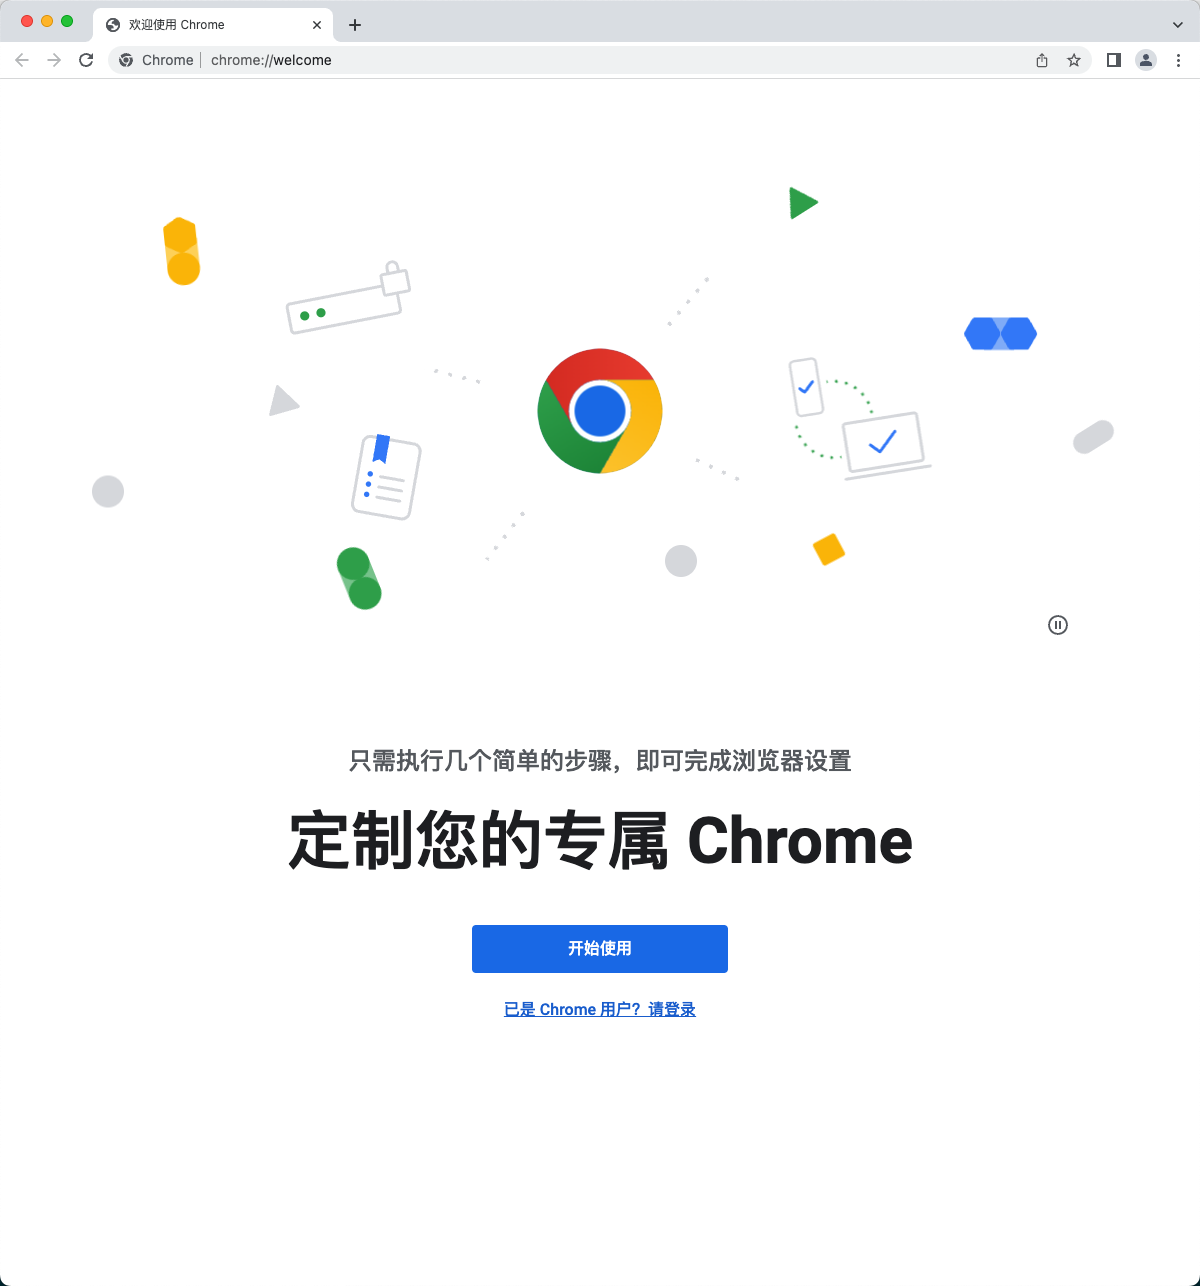 欢迎使用 Chrome
Chrome
chrome://welcome
只需执行几个简单的步骤，即可完成浏览器设置
定制您的专属 Chrome
开始使用
已是 Chrome 用户？请登录